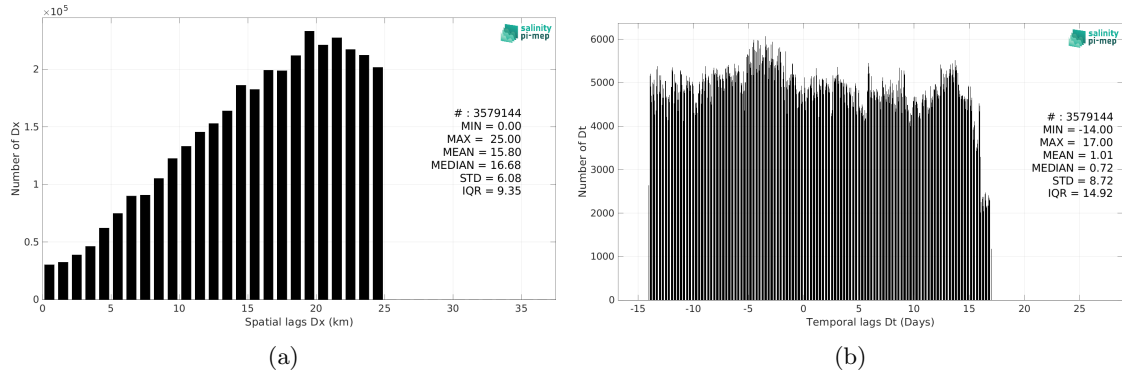 ×10^5
2
1.5
1
0.5
0
0 5 10 15 20 25 30 35
Number of Dx
Spatial lags Dx (km)
salinity
pi-mep
# : 3579144
MIN = 0.00
MAX = 25.00
MEAN = 15.80
MEDIAN = 16.68
STD = 6.08
IQR = 9.35
(a)
6000
5000
4000
3000
2000
1000
0
-15 -10 -5 0 5 10 15 20 25
Number of Dt
Temporal lags Dt (Days)
salinity
pi-mep
# : 3579144
MIN = -14.00
MAX = 17.00
MEAN = 1.01
MEDIAN = 0.72
STD = 8.72
IQR = 14.92
(b)